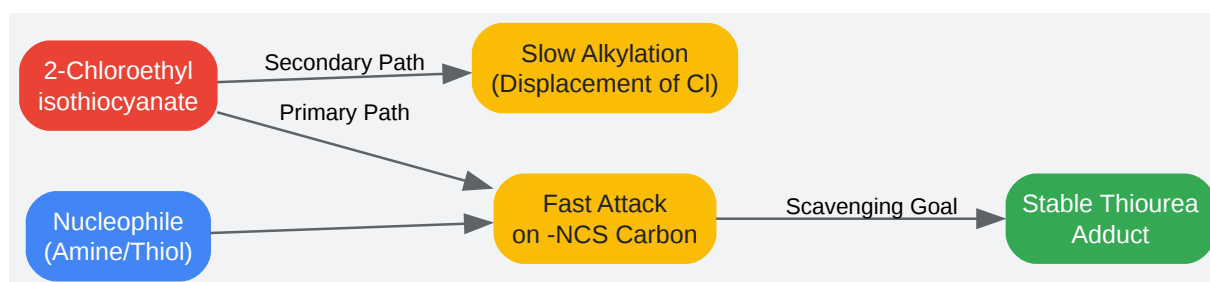 2-Chloroethyl
isothiocyanate
Secondary Path
Slow Alkylation
(Displacement of Cl)
Primary Path
Nucleophile
(Amine/Thiol)
Fast Attack
on -NCS Carbon
Scavenging Goal
Stable Thiourea
Adduct